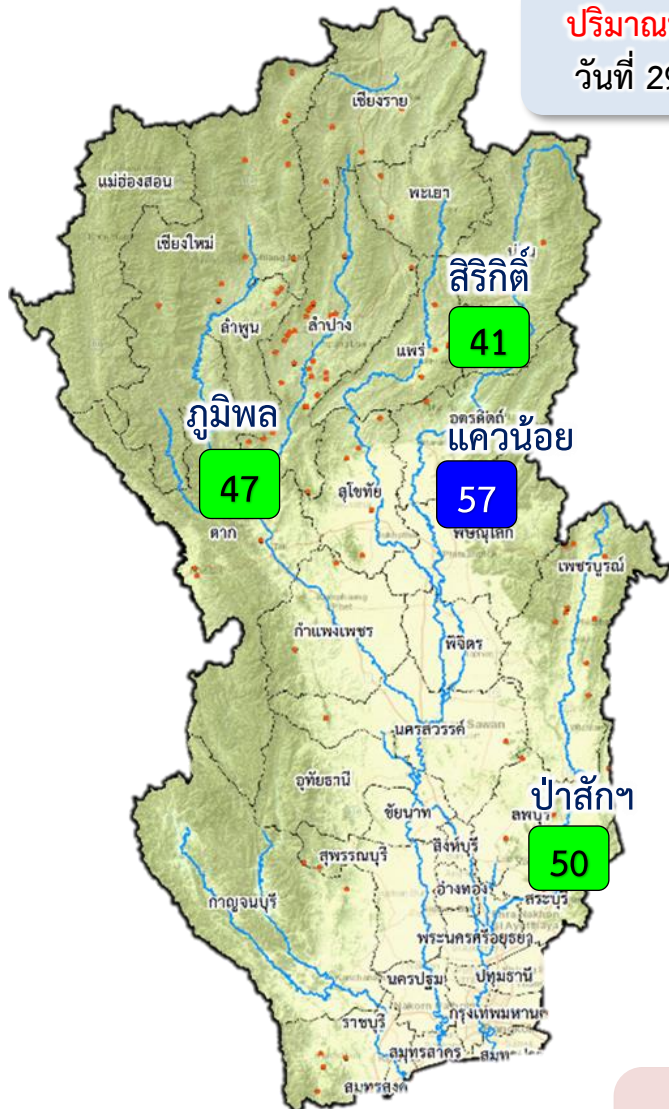 ปริมาณ
วันที่ 29
เชียงราย
แม่ฮ่องสอน
พะเยา
เชียงใหม่
น่าน
สิริกิติ์
41
ลำพูน
ลำปาง
แพร่
ภูมิพล
47
อุตรดิตถ์
แควน้อย
57
สุโขทัย
ตาก
พิษณุโลก
เพชรบูรณ์
กำแพงเพชร
พิจิตร
นครสวรรค์
Sawan
อุทัยธานี
ป่าสักฯ
50
ชัยนาท
ลพบุรี
สิงห์บุรี
สุพรรณบุรี
อ่างทอง
สระบุรี
กาญจนบุรี
พระนครศรีอยุธยา
นครปฐม
ปทุมธานี
ราชบุรี
กรุงเทพมหานค
สมุทรสาคร
สมุทรสงค